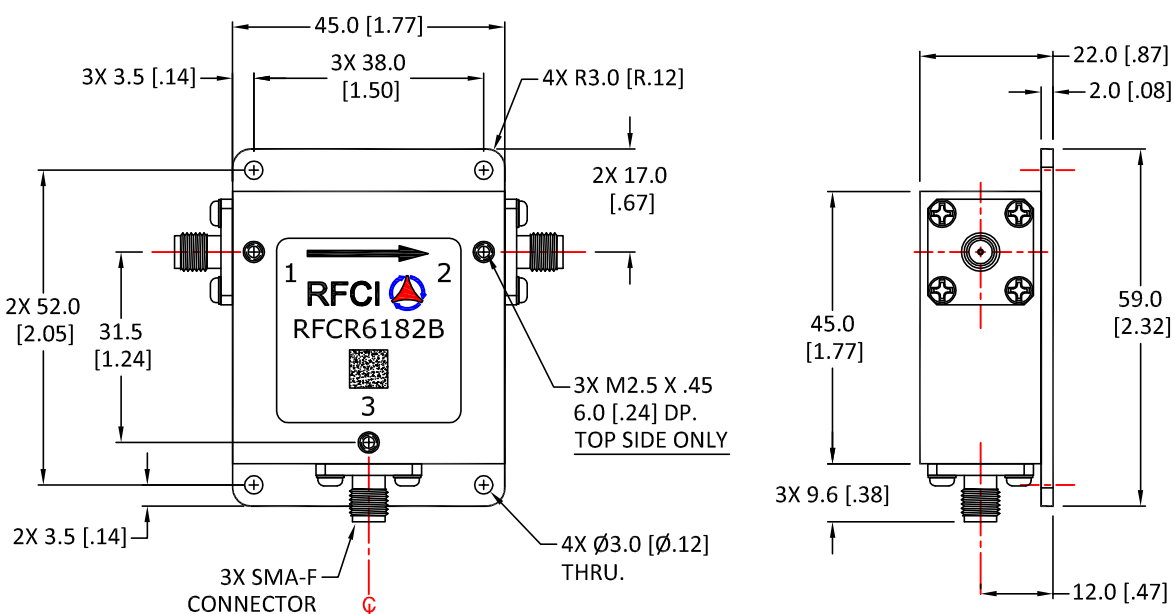 45.0 [1.77]
3X 38.0
[1.50]
3X 3.5 [.14]
4X R3.0 [R.12]
2X 17.0
[.67]
1
2
RFCI
RFCR6182B
3
2X 52.0
[2.05]
31.5
[1.24]
3X M2.5 X .45
6.0 [.24] DP.
TOP SIDE ONLY
2X 3.5 [.14]
3X SMA-F
CONNECTOR
℄
4X Ø3.0 [Ø.12]
THRU.
22.0 [.87]
2.0 [.08]
45.0
[1.77]
59.0
[2.32]
3X 9.6 [.38]
12.0 [.47]